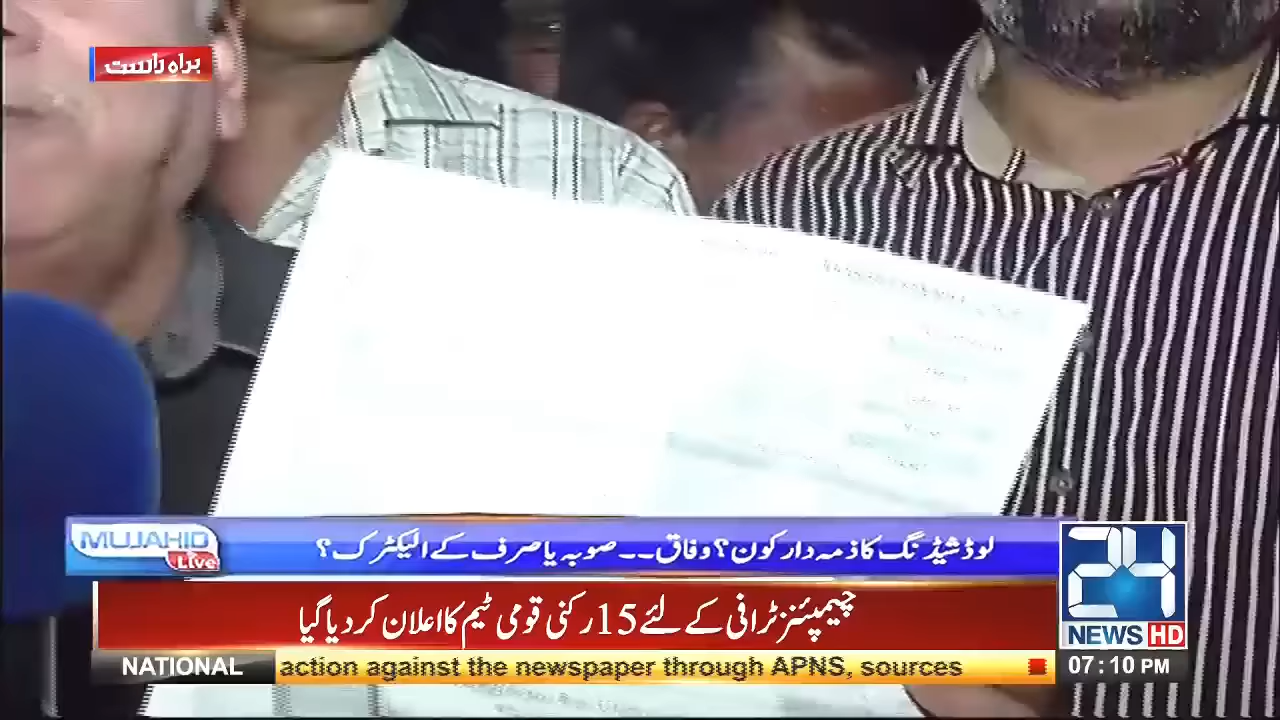 براہ راست
MUJAHID
Live
لوڈشیڈنگ کا ذمہ دار کون؟ وفاق۔۔صوبہ یا صرف کے الیکٹرک؟
24
NEWS HD
چیمپئنز ٹرافی کے لئے 15 رکنی قومی ٹیم کا اعلان کر دیا گیا
NATIONAL
action against the newspaper through APNS, sources
07:10 PM